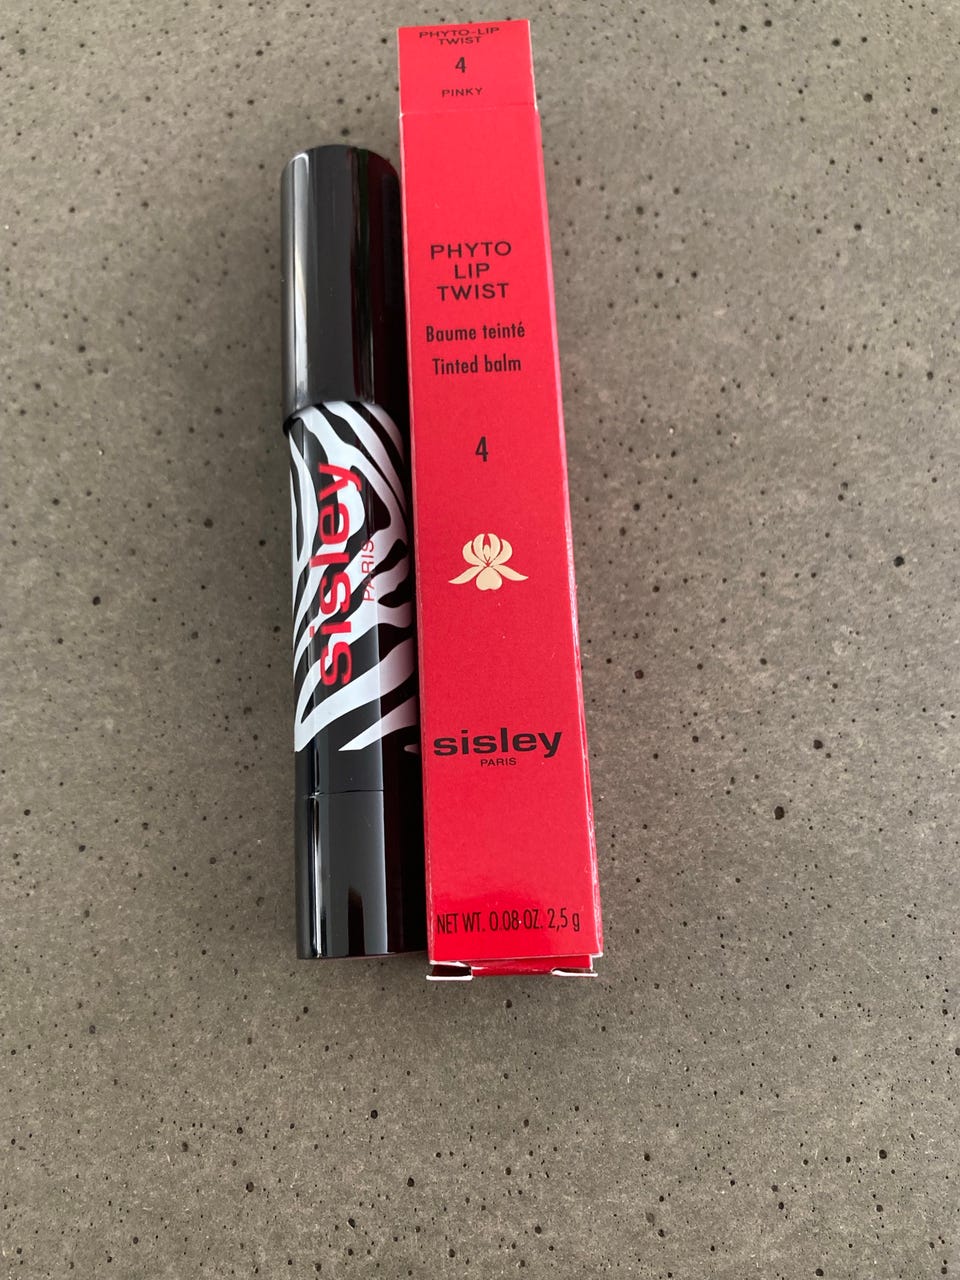 PHYTO-LIP
TWIST
4
PINKY
PHYTO
LIP
TWIST
Baume teinté
Tinted balm
4
sisley
PARIS
NET WT. 0.08 OZ. 2,5 g
sisley
PARIS